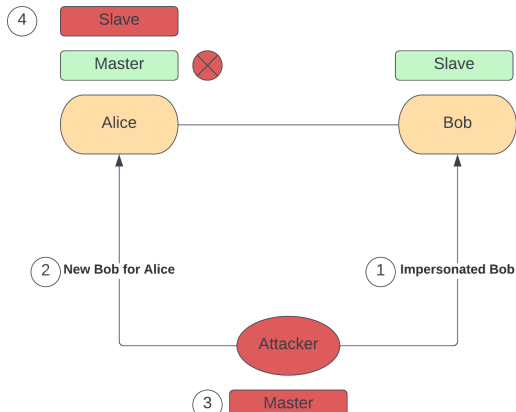 4
Slave
Master
Slave
Alice
Bob
2
New Bob for Alice
1
Impersonated Bob
Attacker
3
Master